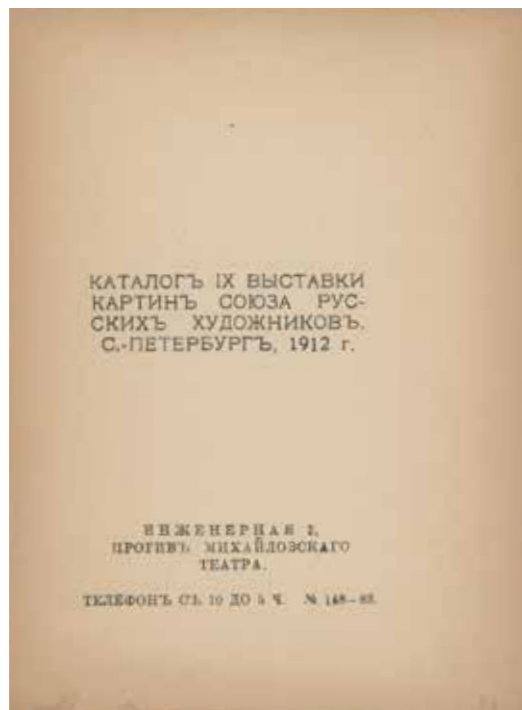 КАТАЛОГЪ IX ВЫСТАВКИ
КАРТИНЪ СОЮЗА РУС-
СКИХЪ ХУДОЖНИКОВЪ.
С.-ПЕТЕРБУРГЪ, 1912 г.
ИНЖЕНЕРНАЯ 2,
ПРОТИВЪ МИХАЙЛОВСКАГО
ТЕАТРА.
ТЕЛЕФОНЪ СЪ 10 ДО 5 Ч. №